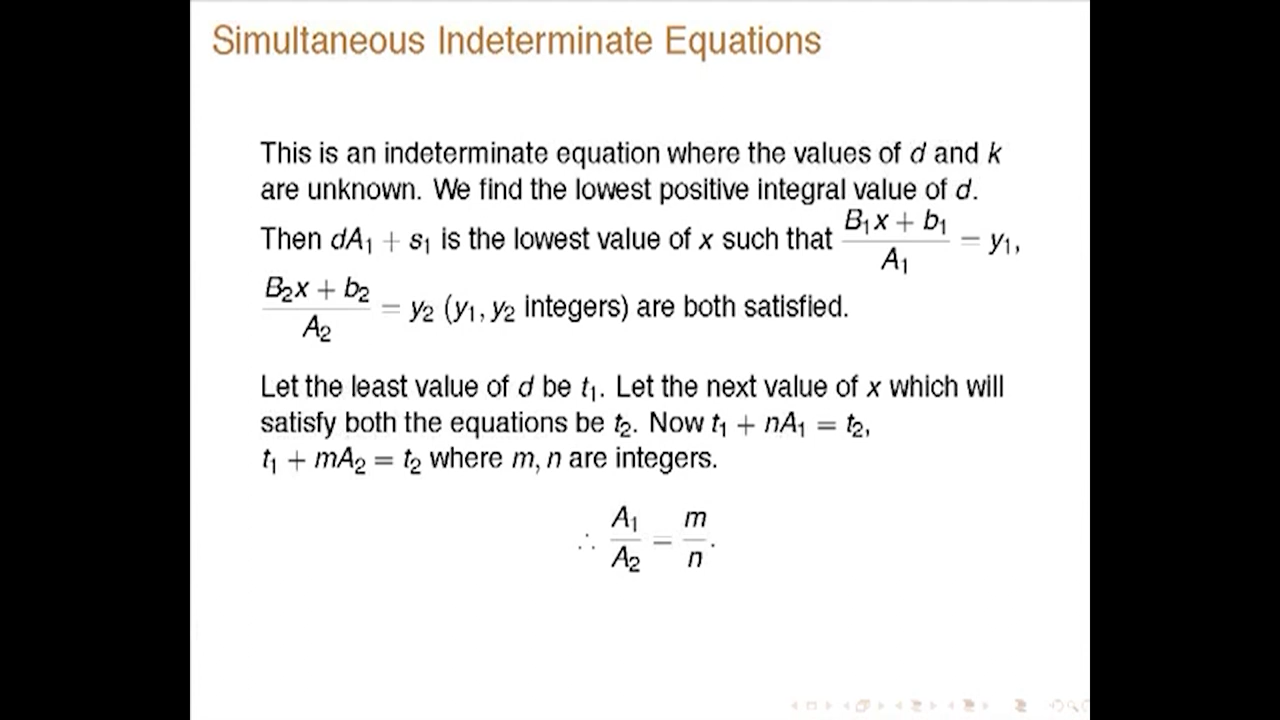 Simultaneous Indeterminate Equations
This is an indeterminate equation where the values of d and k
are unknown. We find the lowest positive integral value of d.
Then dA₁ + s₁ is the lowest value of x such that (B₁x + b₁)/A₁ = y₁,
(B₂x + b₂)/A₂ = y₂ (y₁, y₂ integers) are both satisfied.
Let the least value of d be t₁. Let the next value of x which will
satisfy both the equations be t₂. Now t₁ + nA₁ = t₂,
t₁ + mA₂ = t₂ where m, n are integers.
∴ A₁/A₂ = m/n.